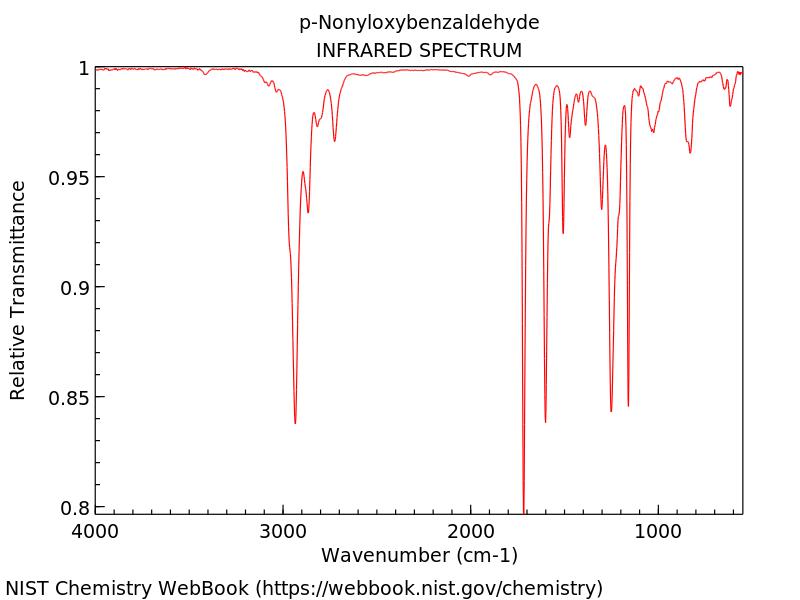 p-Nonyloxybenzaldehyde
INFRARED SPECTRUM
1
0.95
0.9
0.85
0.8
Relative Transmittance
4000 3000 2000 1000
Wavenumber (cm-1)
NIST Chemistry WebBook (https://webbook.nist.gov/chemistry)